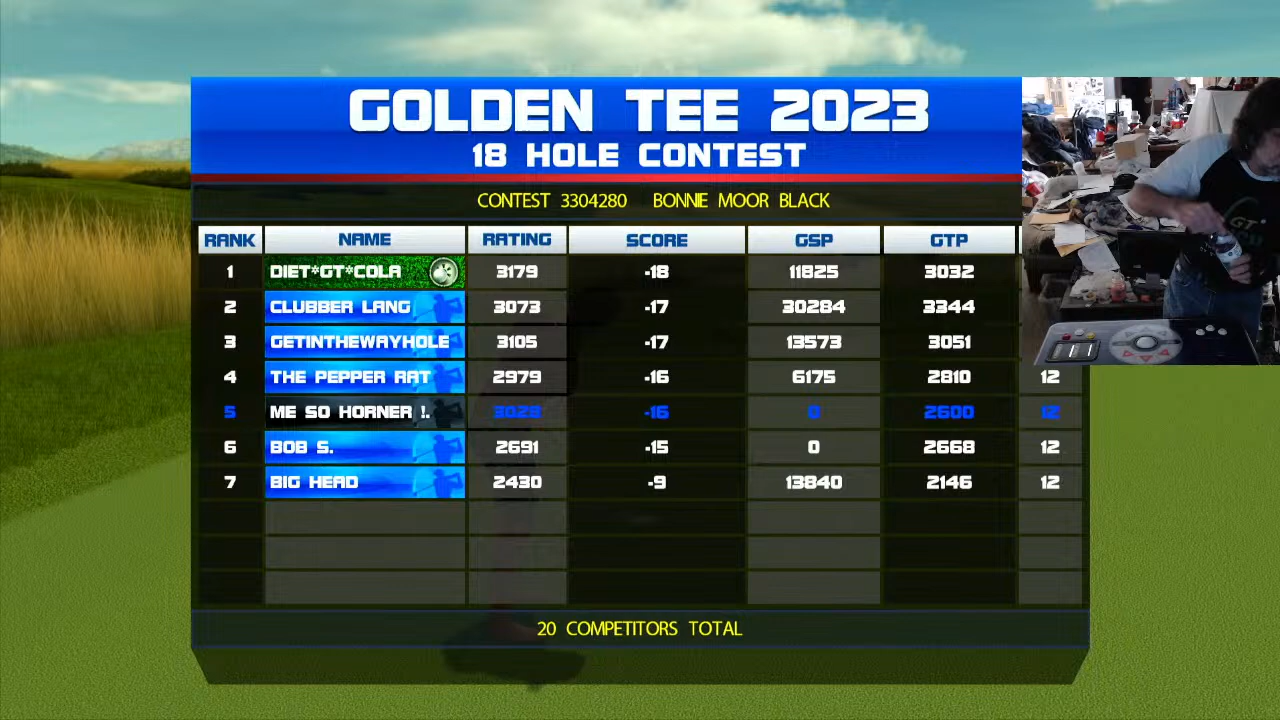 GOLDEN TEE 2023
18 HOLE CONTEST
CONTEST 3304280 BONNIE MOOR BLACK
RANK NAME RATING SCORE GSP GTP
1 DIET*GT*COLA 3179 -18 11825 3032
2 CLUBBER LANG 3073 -17 30284 3344
3 GETINTHEWAYHOLE 3105 -17 13573 3051
4 THE PEPPER RAT 2979 -16 6175 2810 12
5 ME SO HORNER !. 3029 -16 0 2600 12
6 BOB S. 2691 -15 0 2668 12
7 BIG HEAD 2430 -9 13840 2146 12
20 COMPETITORS TOTAL
GT
11